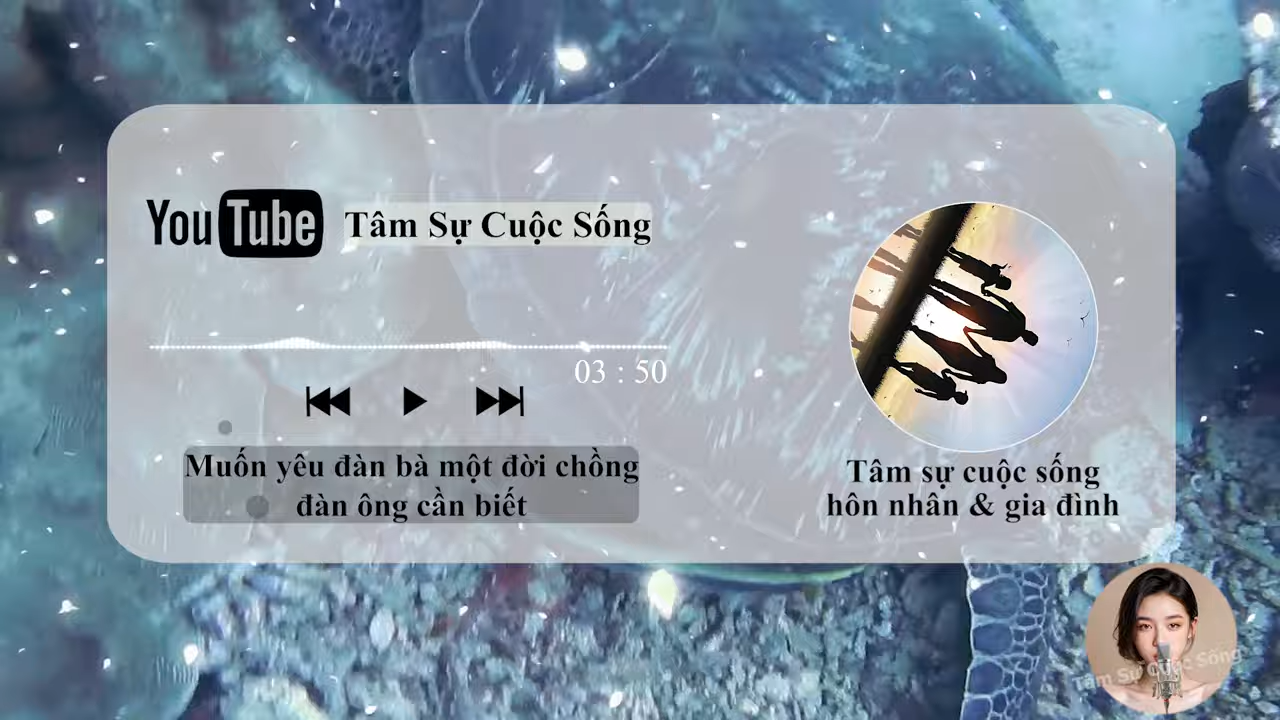 YouTube Tâm Sự Cuộc Sống
03 : 50
Muốn yêu đàn bà một đời chồng
đàn ông cần biết
Tâm sự cuộc sống
hôn nhân & gia đình
Tâm Sự Cuộc Sống